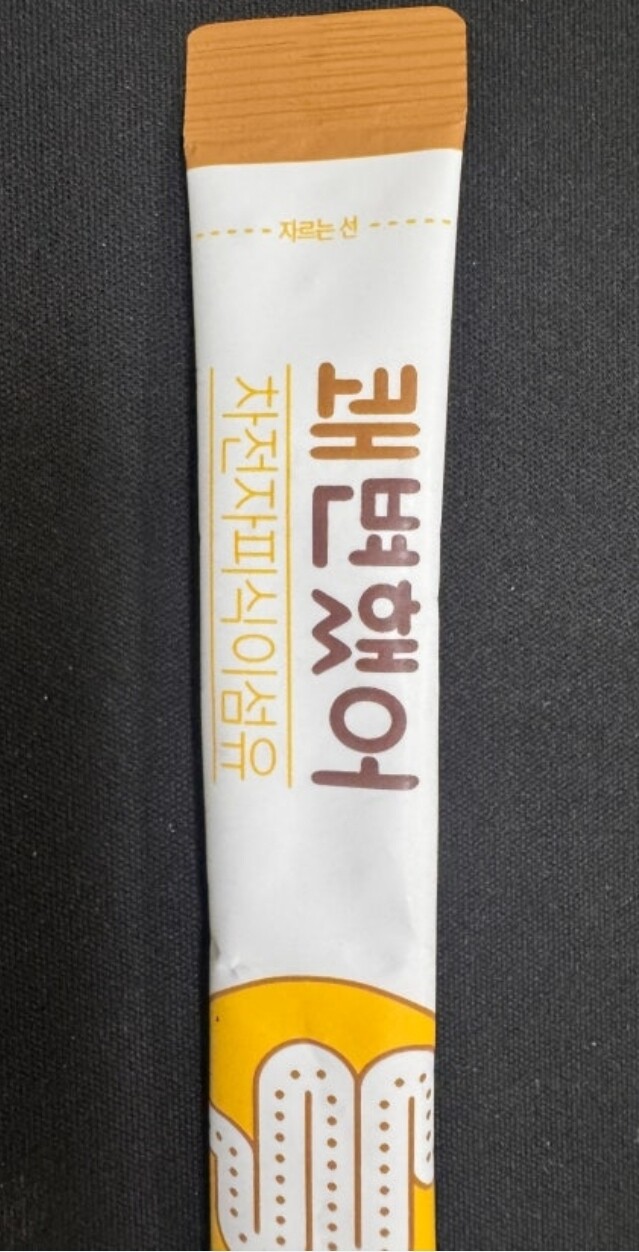 자르는 선
쾌변했어
차전자피식이섬유